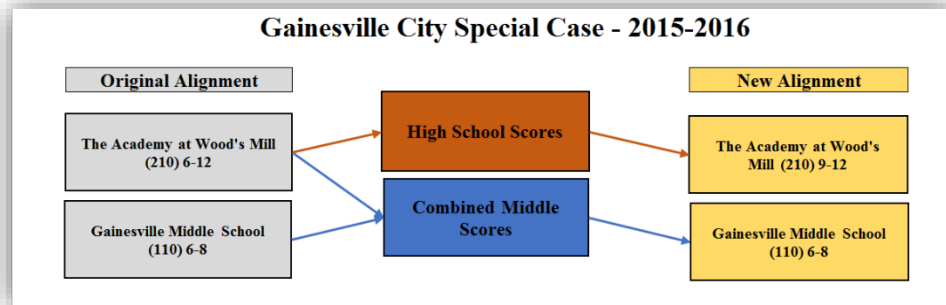 Gainesville City Special Case - 2015-2016
Original Alignment
The Academy at Wood's Mill
(210) 6-12
Gainesville Middle School
(110) 6-8
High School Scores
Combined Middle
Scores
New Alignment
The Academy at Wood's
Mill (210) 9-12
Gainesville Middle School
(110) 6-8